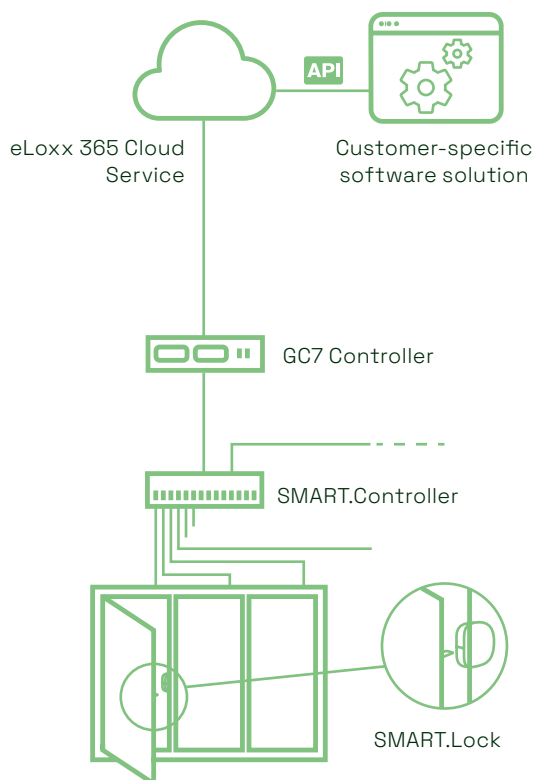 API
eLoxx 365 Cloud
Service
Customer-specific
software solution
GC7 Controller
SMART.Controller
SMART.Lock